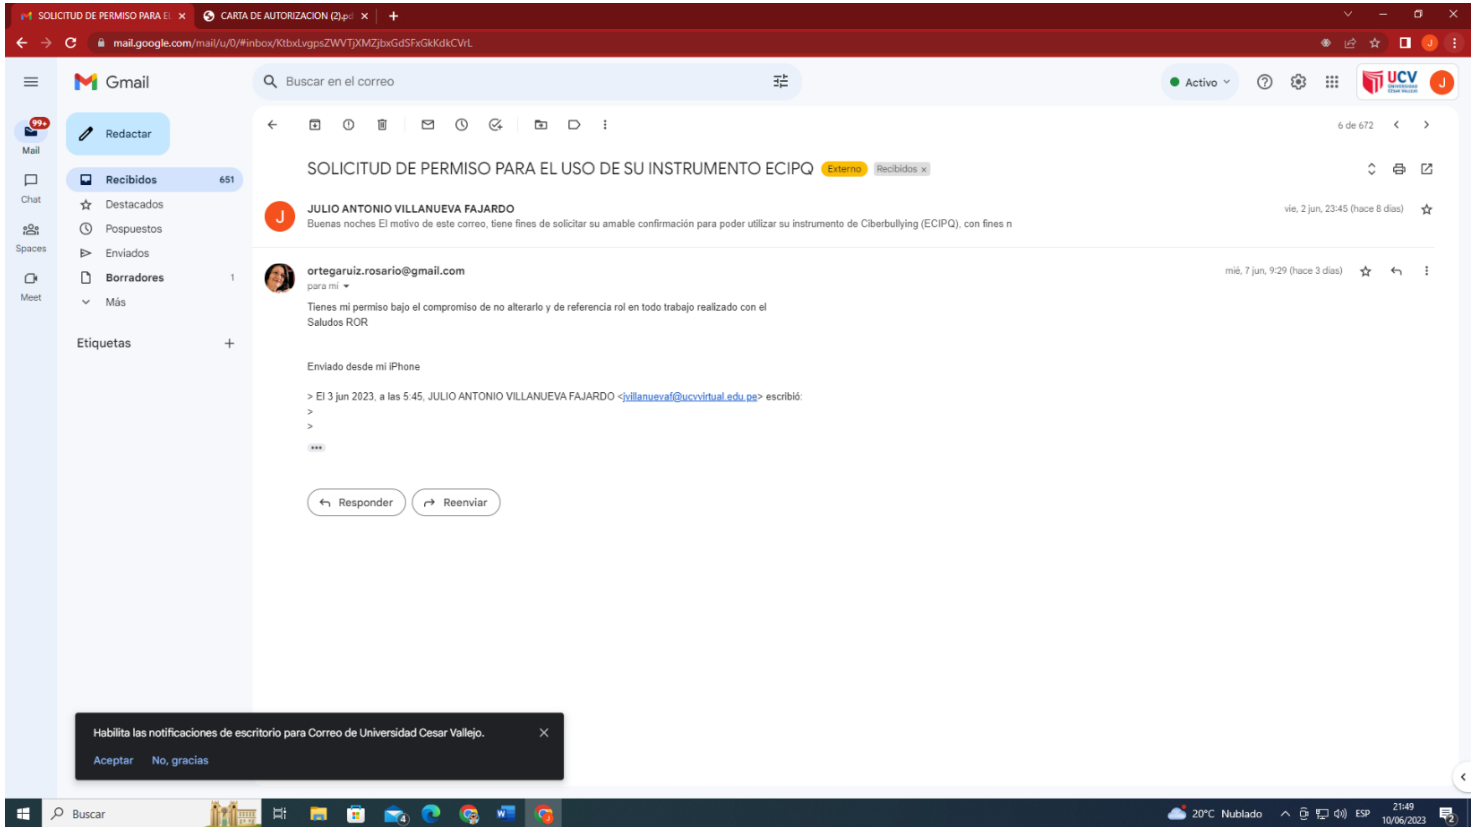 SOLICITUD DE PERMISO PARA EL
CARTA DE AUTORIZACION (2).pd
mail.google.com/mail/u/0/#inbox/KtbxLvgpsZWVTjXMZjbxGdSFxGkKdkCVrL
Gmail
Buscar en el correo
Activo
UCV
UNIVERSIDAD
CÉSAR VALLEJO
J
99+
Mail
Redactar
6 de 672
Chat
Spaces
Meet
Recibidos 651
Destacados
Pospuestos
Enviados
Borradores 1
Más
Etiquetas
SOLICITUD DE PERMISO PARA EL USO DE SU INSTRUMENTO ECIPQ Externo Recibidos x
J
JULIO ANTONIO VILLANUEVA FAJARDO vie, 2 jun, 23:45 (hace 8 días)
Buenas noches El motivo de este correo, tiene fines de solicitar su amable confirmación para poder utilizar su instrumento de Ciberbullying (ECIPQ), con fines n
ortegaruiz.rosario@gmail.com mié, 7 jun, 9:29 (hace 3 días)
para mí
Tienes mi permiso bajo el compromiso de no alterarlo y de referencia rol en todo trabajo realizado con el
Saludos ROR
Enviado desde mi iPhone
> El 3 jun 2023, a las 5:45, JULIO ANTONIO VILLANUEVA FAJARDO <jvillanuevaf@ucvvirtual.edu.pe> escribió:
>
>
Responder
Reenviar
Habilita las notificaciones de escritorio para Correo de Universidad Cesar Vallejo.
Aceptar No, gracias
Buscar
20°C Nublado
ESP
21:49
10/06/2023